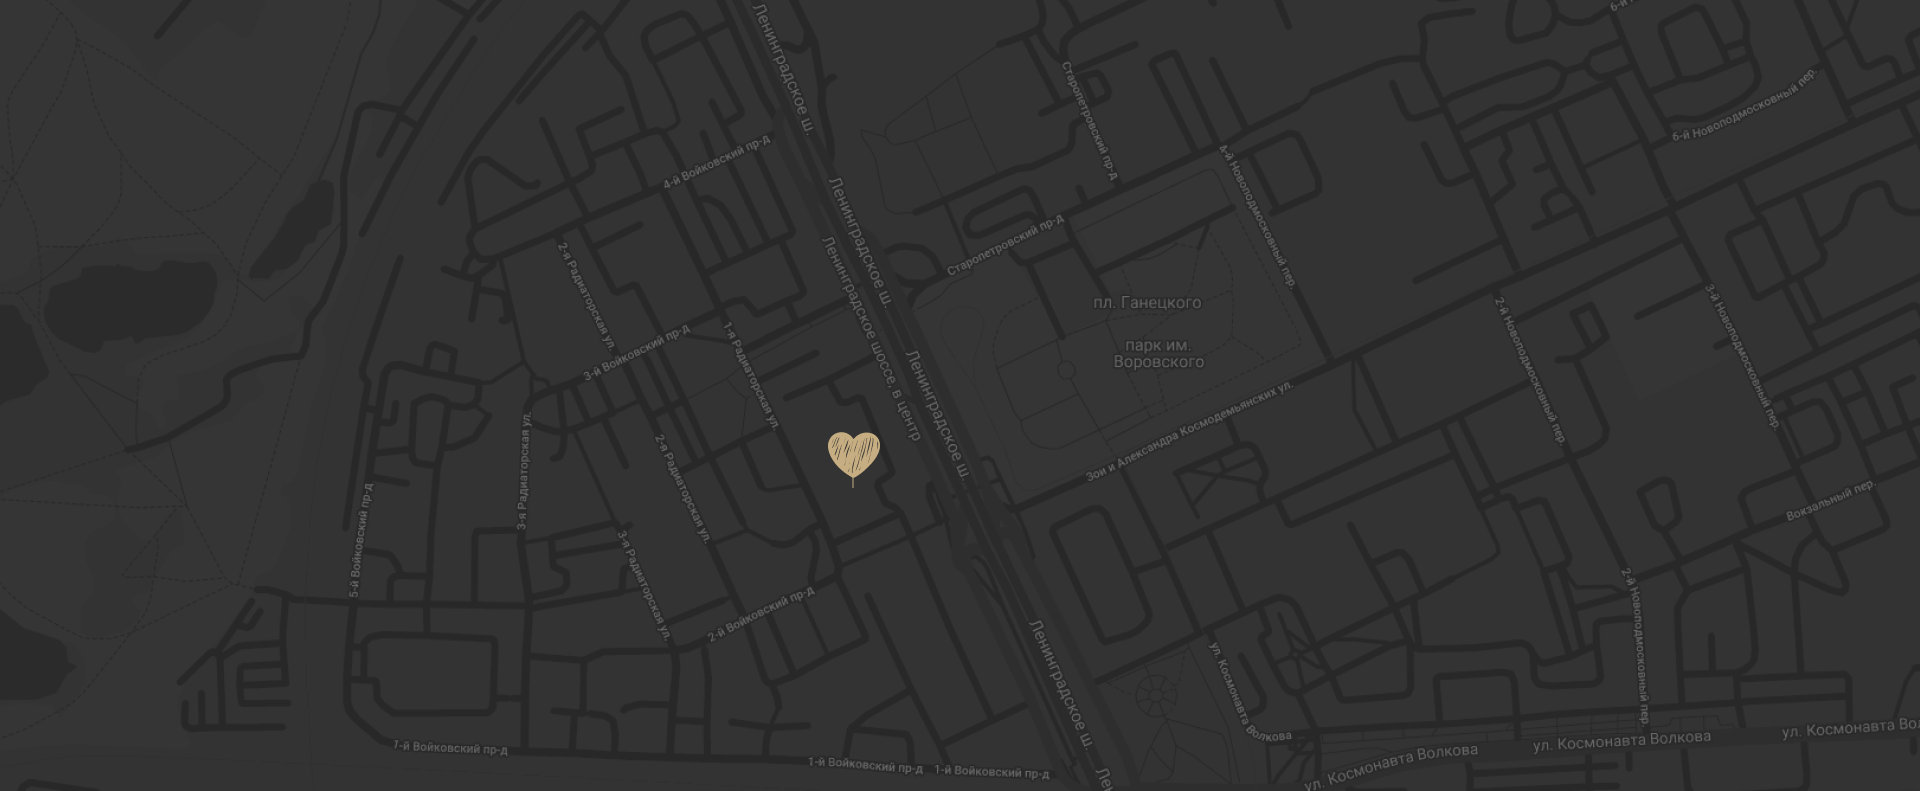 Ленинградское ш.
6-й
Старопетровский пр-д
6-й Новоподмосковный пер.
4-й Войковский пр-д
4-й Новоподмосковный пер.
Ленинградское ш.
Старопетровский пр-д
2-я Радиаторская ул.
Ленинградское шоссе, в центр
пл. Ганецкого
2-й Новоподмосковный пер.
3-й Новоподмосковный пер.
3-й Войковский пр-д
1-я Радиаторская ул.
парк им.
Воровского
Ленинградское ш.
Зои и Александра Космодемьянских ул.
3-я Радиаторская ул.
2-я Радиаторская ул.
5-й Войковский пр-д
Вокзальный пер.
3-я Радиаторская ул.
2-й Войковский пр-д
2-й Новоподмосковный пер.
Ленинградское ш.
ул. Космонавта Волкова
1-й Войковский пр-д
1-й Войковский пр-д
1-й Войковский пр-д
Лен
ул. Космонавта Волкова
ул. Космонавта Волкова
ул. Космонавта Вол